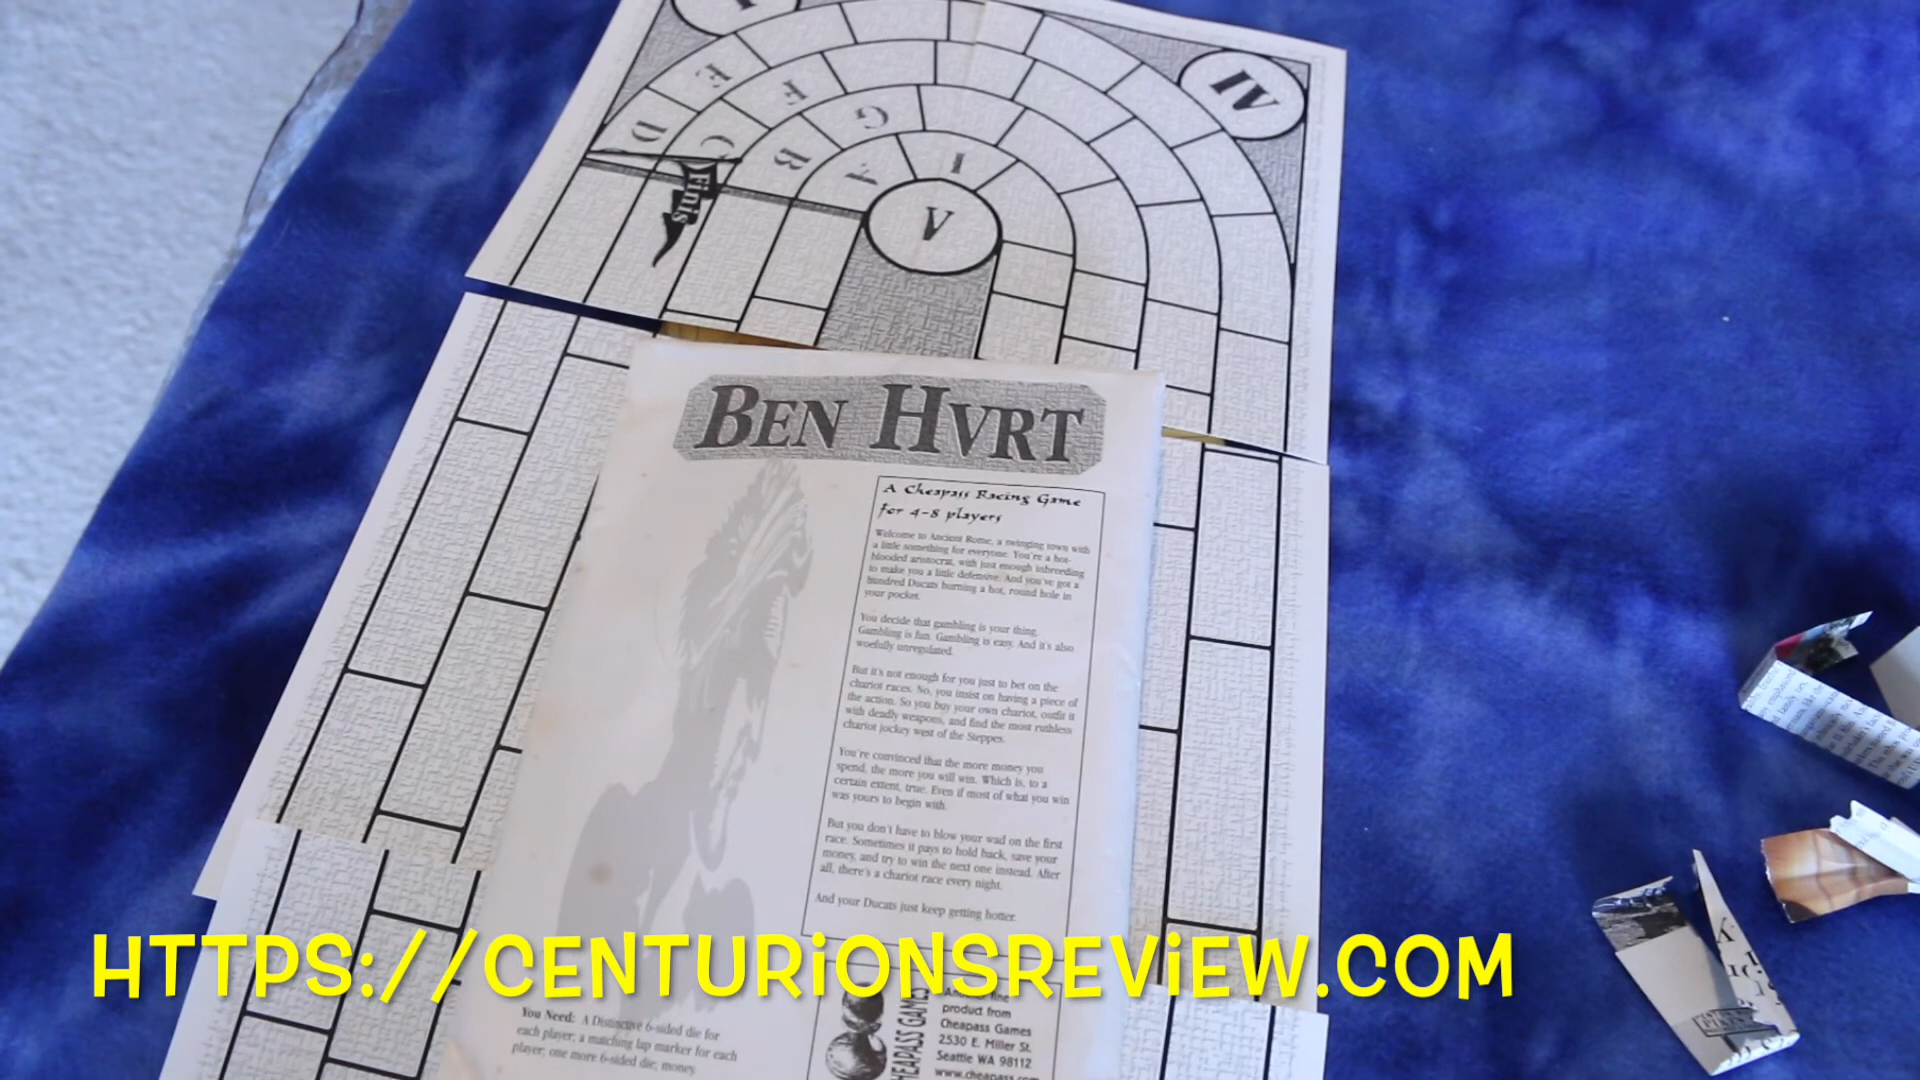 I
IV
E
F
G
I
D
C
B
A
V
Finis
BEN HVRT
A Cheapass Racing Game
for 4-8 players
Welcome to Ancient Rome, a swinging town with
a little something for everyone. You're a hot-
blooded aristocrat, with just enough inbreeding
to make you a little defensive. And you've got a
hundred Ducats burning a hot, round hole in
your pocket.
You decide that gambling is your thing.
Gambling is fun. Gambling is easy. And it's also
woefully unregulated.
But it's not enough for you just to bet on the
chariot races. No, you insist on having a piece of
the action. So you buy your own chariot, outfit it
with deadly weapons, and find the most ruthless
chariot jockey west of the Steppes.
You're convinced that the more money you
spend, the more you will win. Which is, to a
certain extent, true. Even if most of what you win
was yours to begin with.
But you don't have to blow your wad on the first
race. Sometimes it pays to hold back, save your
money, and try to win the next one instead. After
all, there's a chariot race every night.
And your Ducats just keep getting hotter.
HTTPS://CENTURiONSREViEW.COM
You Need: A Distinctive 6-sided die for
each player, a matching lap marker for each
player; one more 6-sided die; money
CHEAPASS GAMES
product from
Cheapass Games
2530 E. Miller St.
Seattle WA 98112
www.cheapass.com